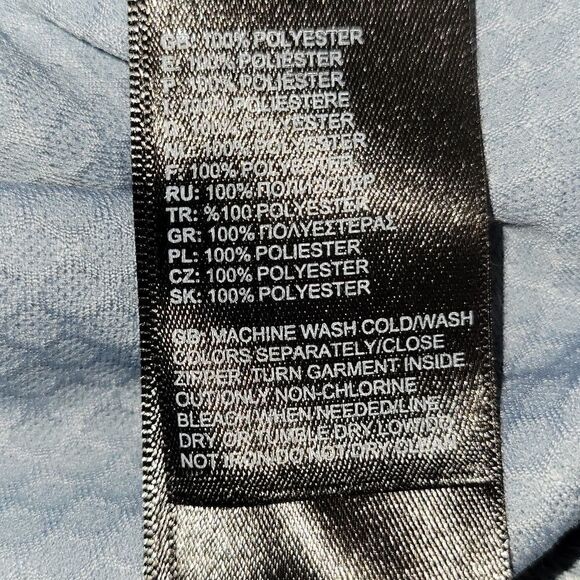 GB: 100% POLYESTER
E: 100% POLYESTER
P: 100% POLIESTER
I: 100% POLIESTERE
100% POLYESTER
NL: 100% POLYESTER
F: 100% POLYESTER
RU: 100% ПОЛИЭСТЕР
TR: %100 POLYESTER
GR: 100% ΠΟΛΥΕΣΤΕΡΑΣ
PL: 100% POLIESTER
CZ: 100% POLYESTER
SK: 100% POLYESTER
GB: MACHINE WASH COLD/WASH
COLORS SEPARATELY/CLOSE
ZIPPER, TURN GARMENT INSIDE
OUT/ONLY NON-CHLORINE
BLEACH WHEN NEEDED/LINE
DRY OR TUMBLE DRY LOW/DO
NOT IRON/DO NOT DRY CLEAN